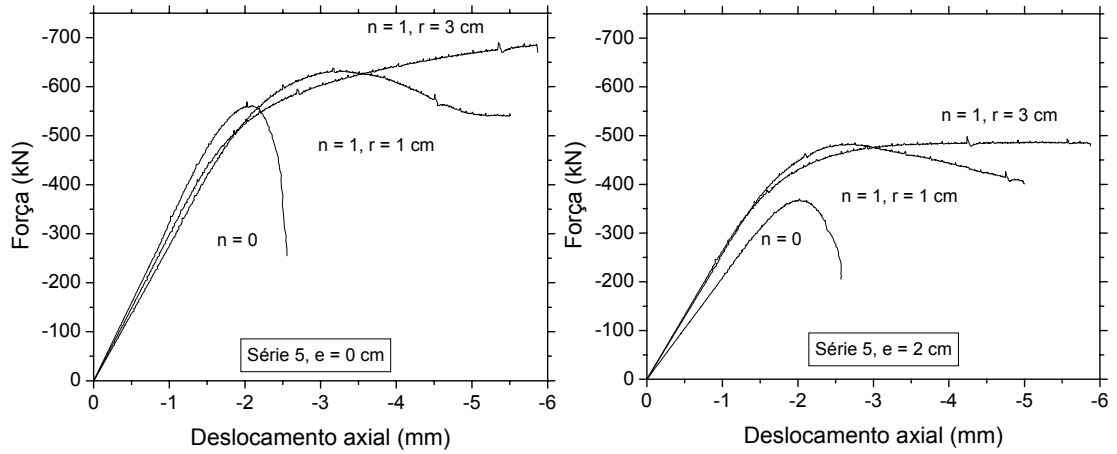 -700
-600
-500
-400
-300
-200
-100
0
Força (kN)
n = 1, r = 3 cm
n = 1, r = 1 cm
n = 0
Série 5, e = 0 cm
0 -1 -2 -3 -4 -5 -6
Deslocamento axial (mm)
-700
-600
-500
-400
-300
-200
-100
0
Força (kN)
n = 1, r = 3 cm
n = 1, r = 1 cm
n = 0
Série 5, e = 2 cm
0 -1 -2 -3 -4 -5 -6
Deslocamento axial (mm)